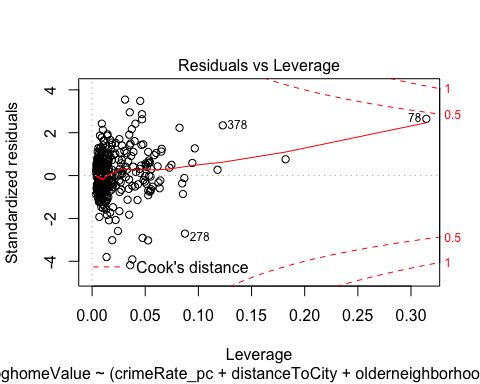 Residuals vs Leverage
Standardized residuals
4
2
0
-2
-4
1
0.5
0.5
1
78
378
278
Cook's distance
0.00 0.05 0.10 0.15 0.20 0.25 0.30
Leverage
oghomeValue ~ (crimeRate_pc + distanceToCity + olderneighborhoo